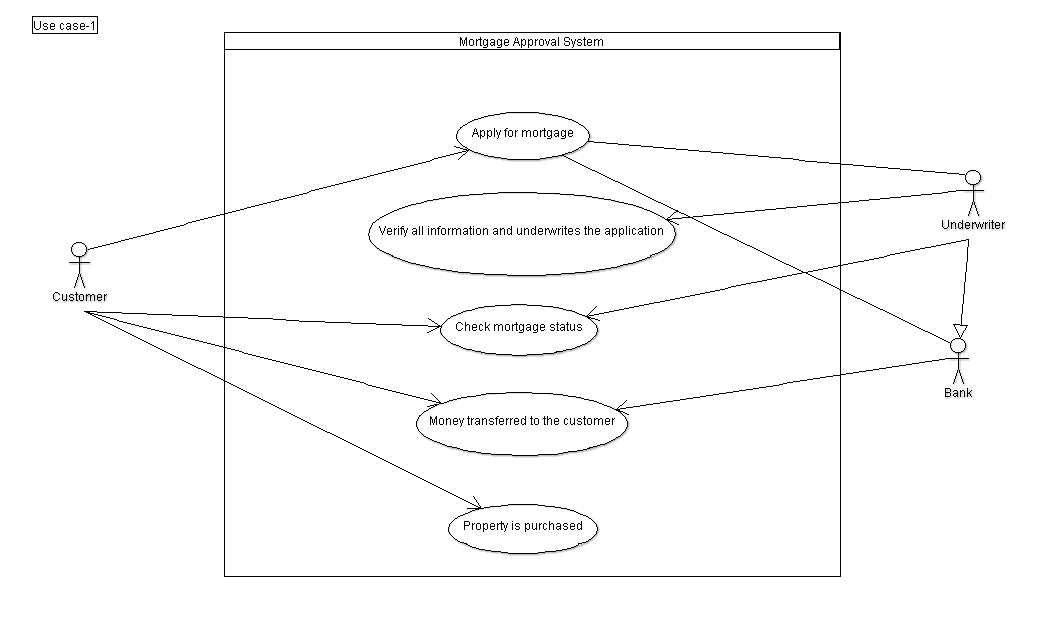 Use case-1
Mortgage Approval System
Apply for mortgage
Underwriter
Verify all information and underwrites the application
Customer
Check mortgage status
Bank
Money transferred to the customer
Property is purchased